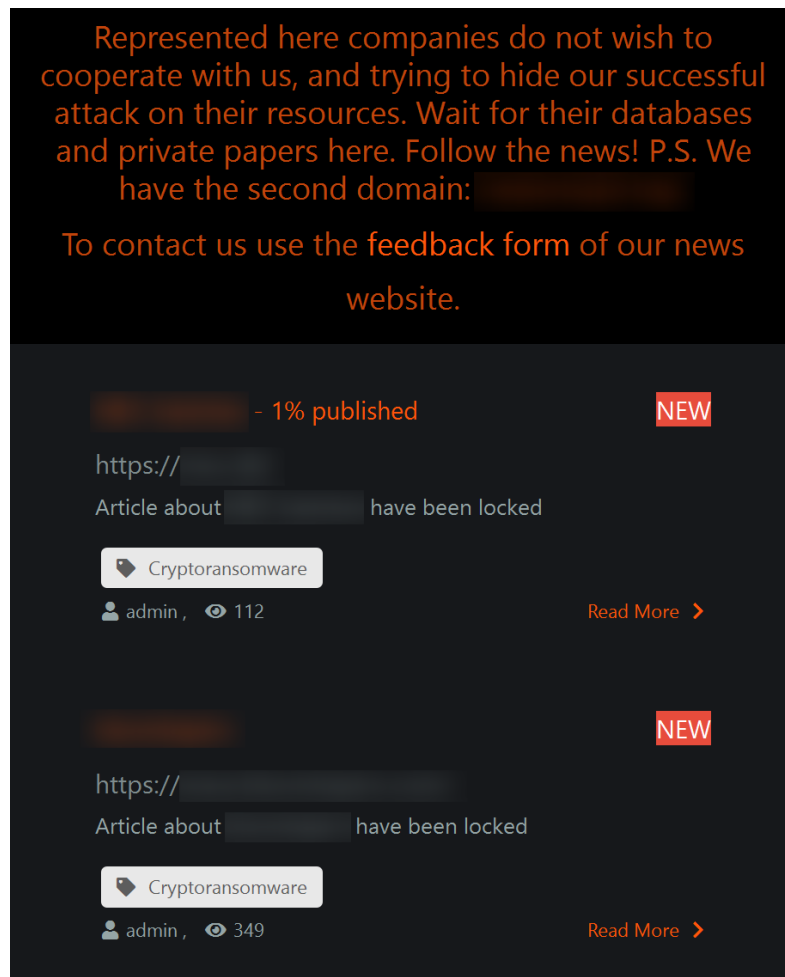 Represented here companies do not wish to
cooperate with us, and trying to hide our successful
attack on their resources. Wait for their databases
and private papers here. Follow the news! P.S. We
have the second domain:
To contact us use the feedback form of our news
website.
- 1% published NEW
https://
Article about have been locked
Cryptoransomware
admin , 112 Read More
NEW
https://
Article about have been locked
Cryptoransomware
admin , 349 Read More